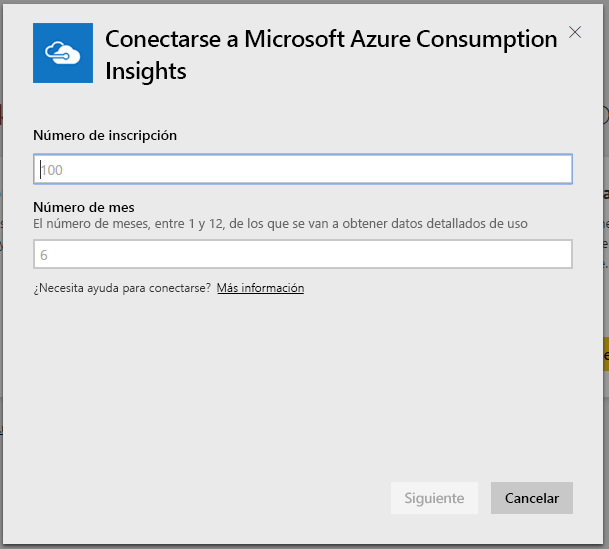 Conectarse a Microsoft Azure Consumption
Insights
Número de inscripción
100
Número de mes
El número de meses, entre 1 y 12, de los que se van a obtener datos detallados de uso
6
¿Necesita ayuda para conectarse? Más información
Siguiente
Cancelar